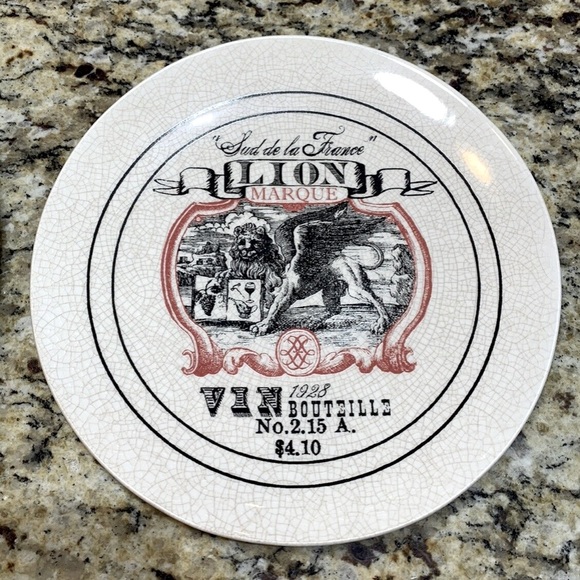 "Sud de la France"
LION
MARQUE
VIN 1928 BOUTEILLE
No.2.15 A.
$4.10